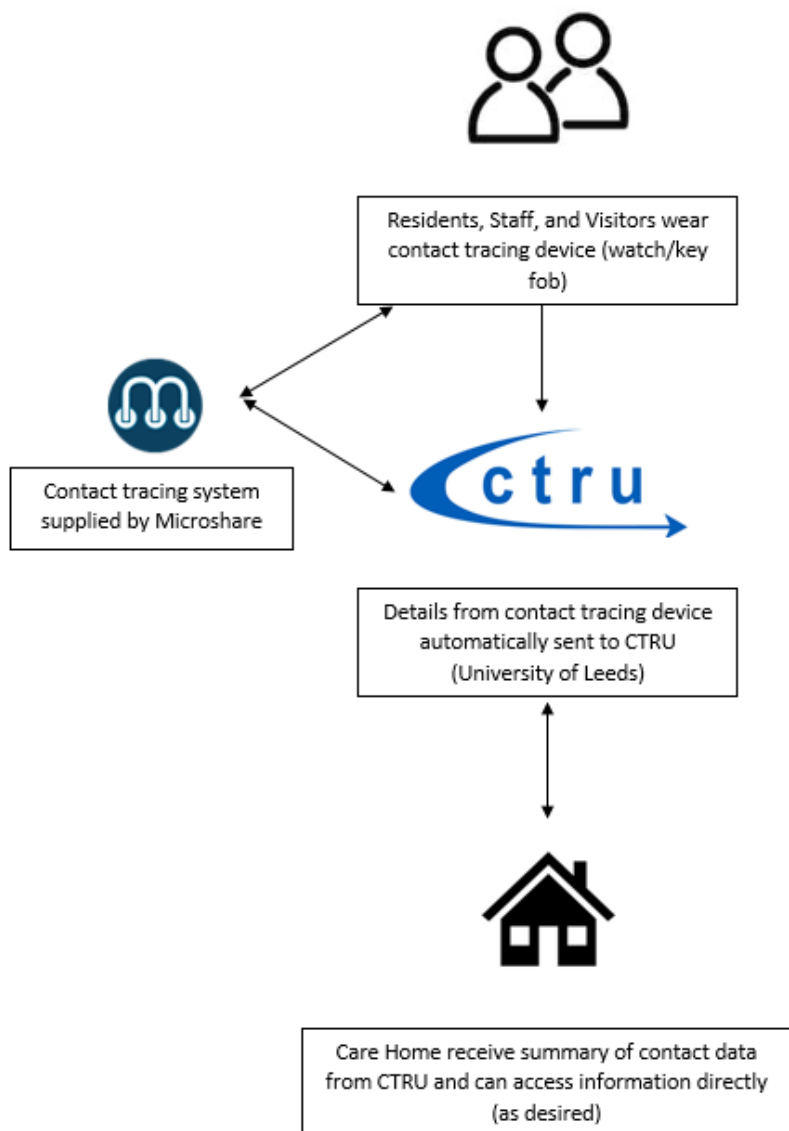 Residents, Staff, and Visitors wear
contact tracing device (watch/key
fob)
Contact tracing system
supplied by Microshare
ctru
Details from contact tracing device
automatically sent to CTRU
(University of Leeds)
Care Home receive summary of contact data
from CTRU and can access information directly
(as desired)